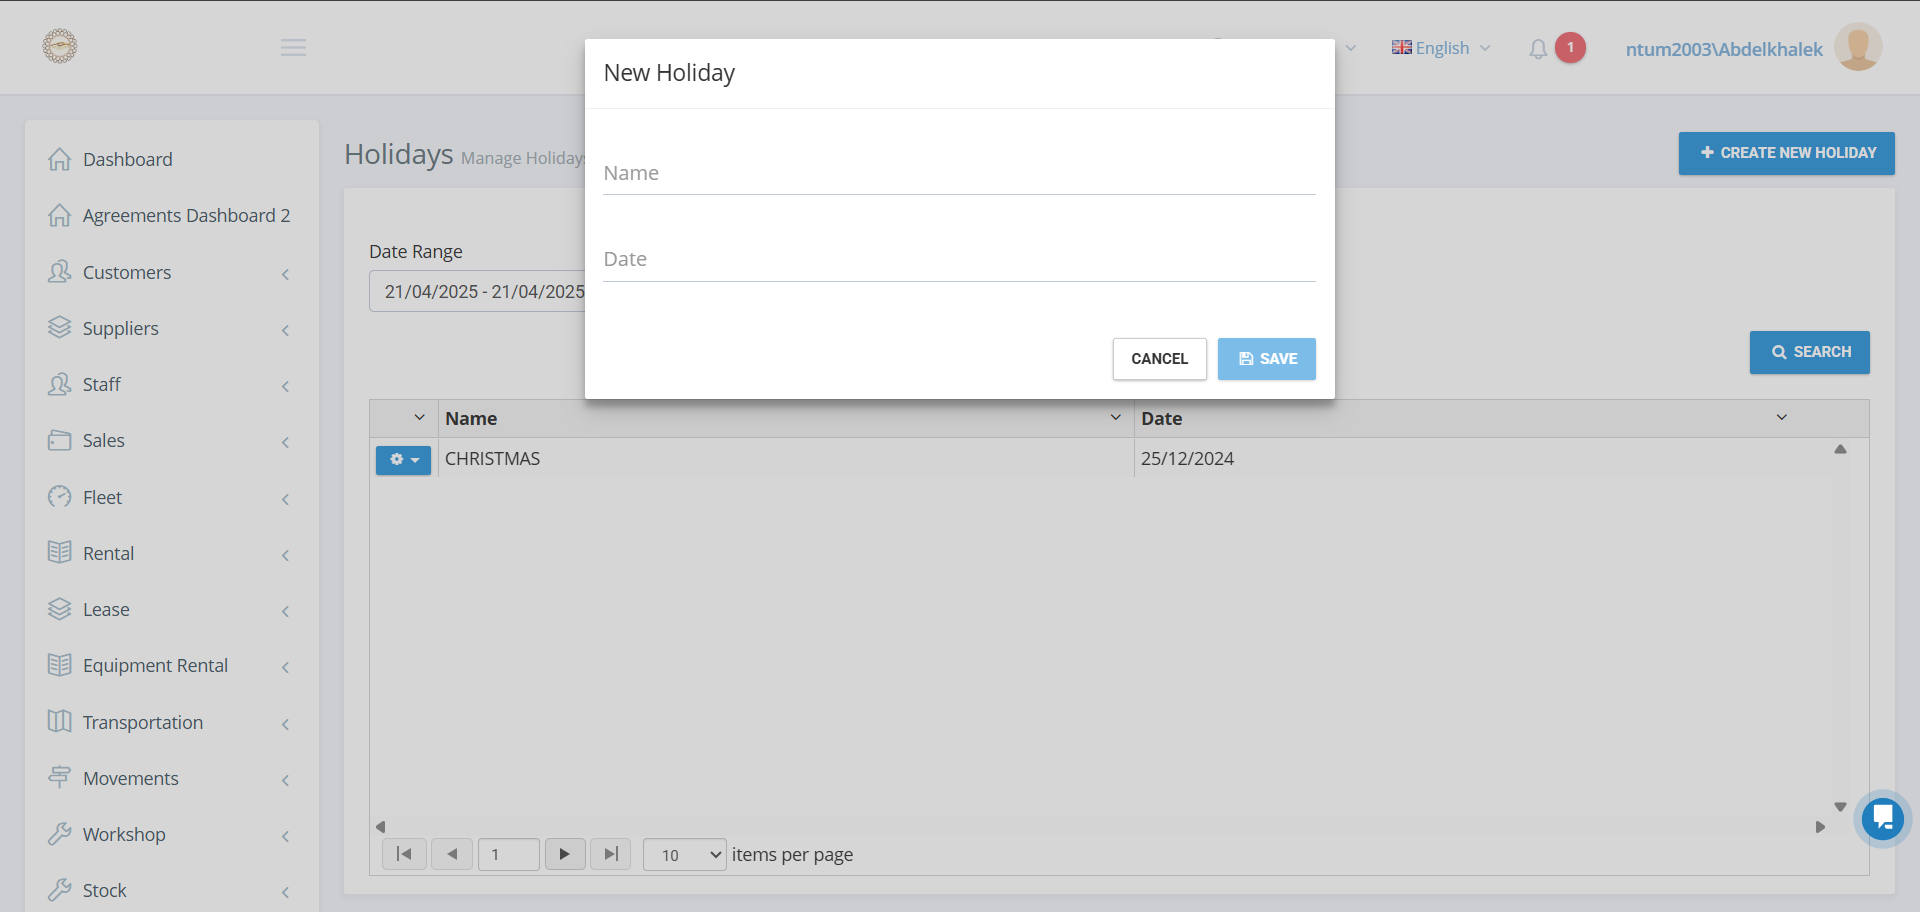 English
1
ntum2003\Abdelkhalek
New Holiday
Name
Date
CANCEL
SAVE
Dashboard
Agreements Dashboard 2
Customers
Suppliers
Staff
Sales
Fleet
Rental
Lease
Equipment Rental
Transportation
Movements
Workshop
Stock
Holidays Manage Holidays
CREATE NEW HOLIDAY
Date Range
21/04/2025 - 21/04/2025
SEARCH
Name Date
CHRISTMAS 25/12/2024
1 10 items per page